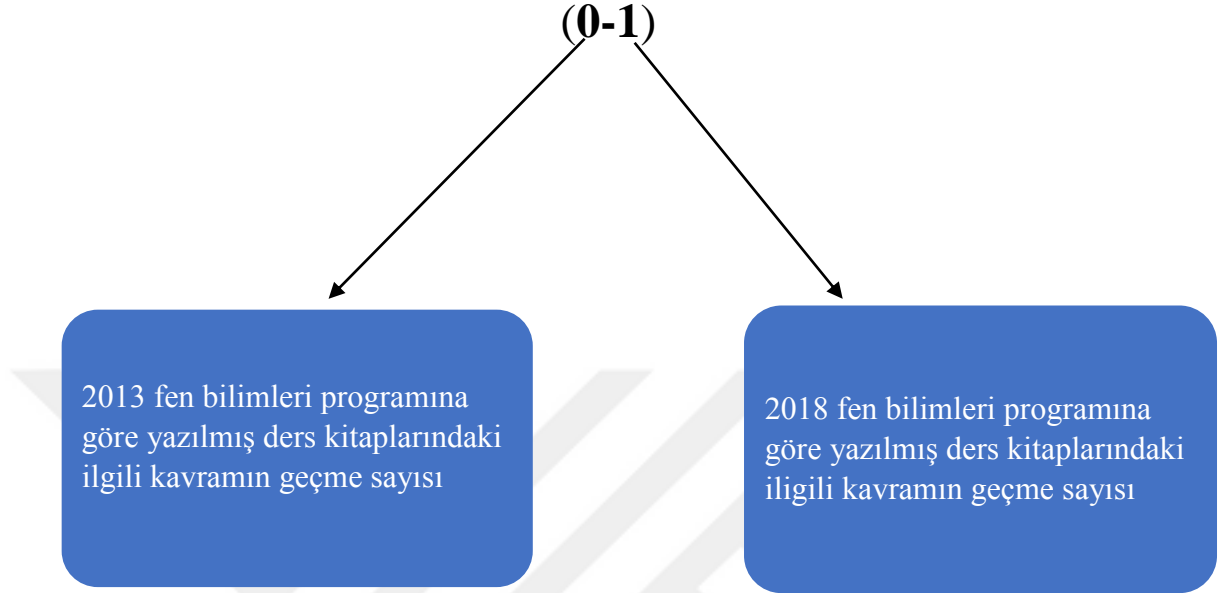 (0-1)
2013 fen bilimleri programına
göre yazılmış ders kitaplarındaki
ilgili kavramın geçme sayısı
2018 fen bilimleri programına
göre yazılmış ders kitaplarındaki
iligili kavramın geçme sayısı